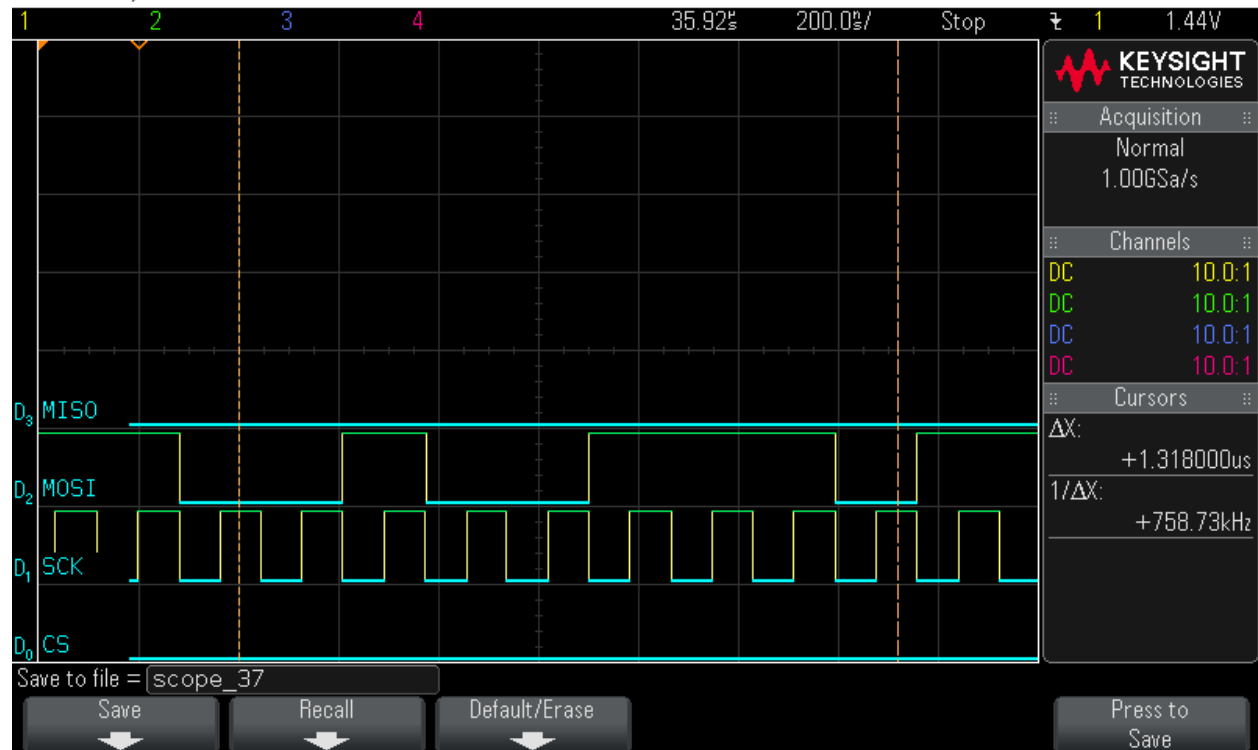 1 2 3 4 35.92us 200.0ns/ Stop 1 1.44V
KEYSIGHT
TECHNOLOGIES
Acquisition
Normal
1.00GSa/s
Channels
DC 10.0:1
DC 10.0:1
DC 10.0:1
DC 10.0:1
Cursors
ΔX:
+1.318000us
1/ΔX:
+758.73kHz
D3 MISO
D2 MOSI
D1 SCK
D0 CS
Save to file = scope_37
Save Recall Default/Erase Press to
Save